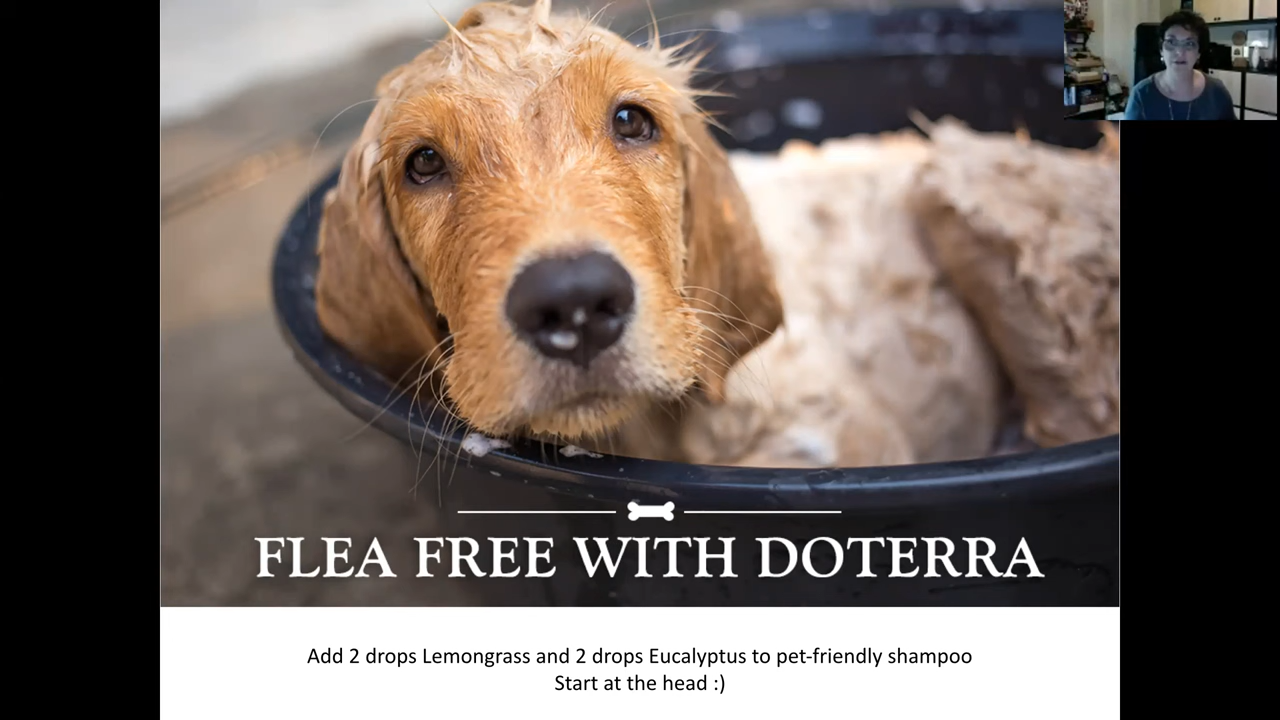 FLEA FREE WITH DOTERRA
Add 2 drops Lemongrass and 2 drops Eucalyptus to pet-friendly shampoo
Start at the head :)